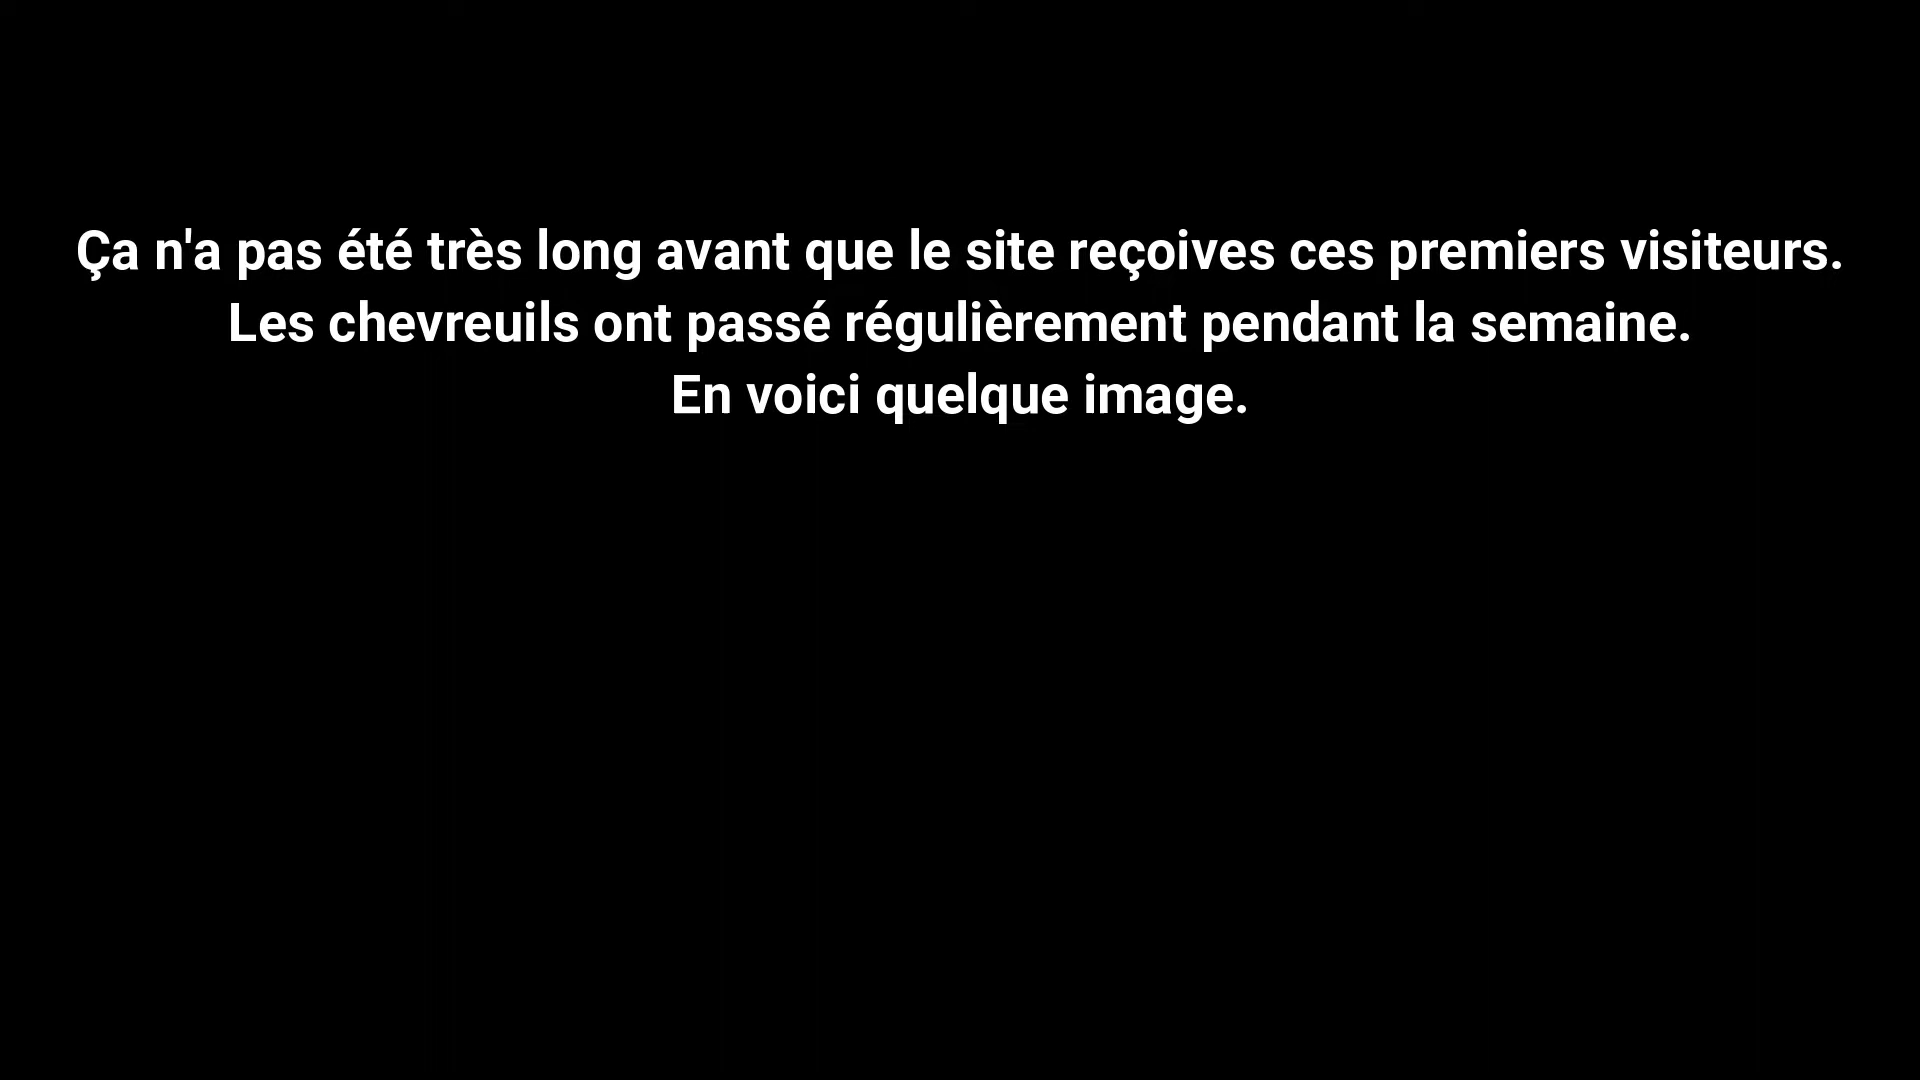 Ça n'a pas été très long avant que le site reçoives ces premiers visiteurs.
Les chevreuils ont passé régulièrement pendant la semaine.
En voici quelque image.